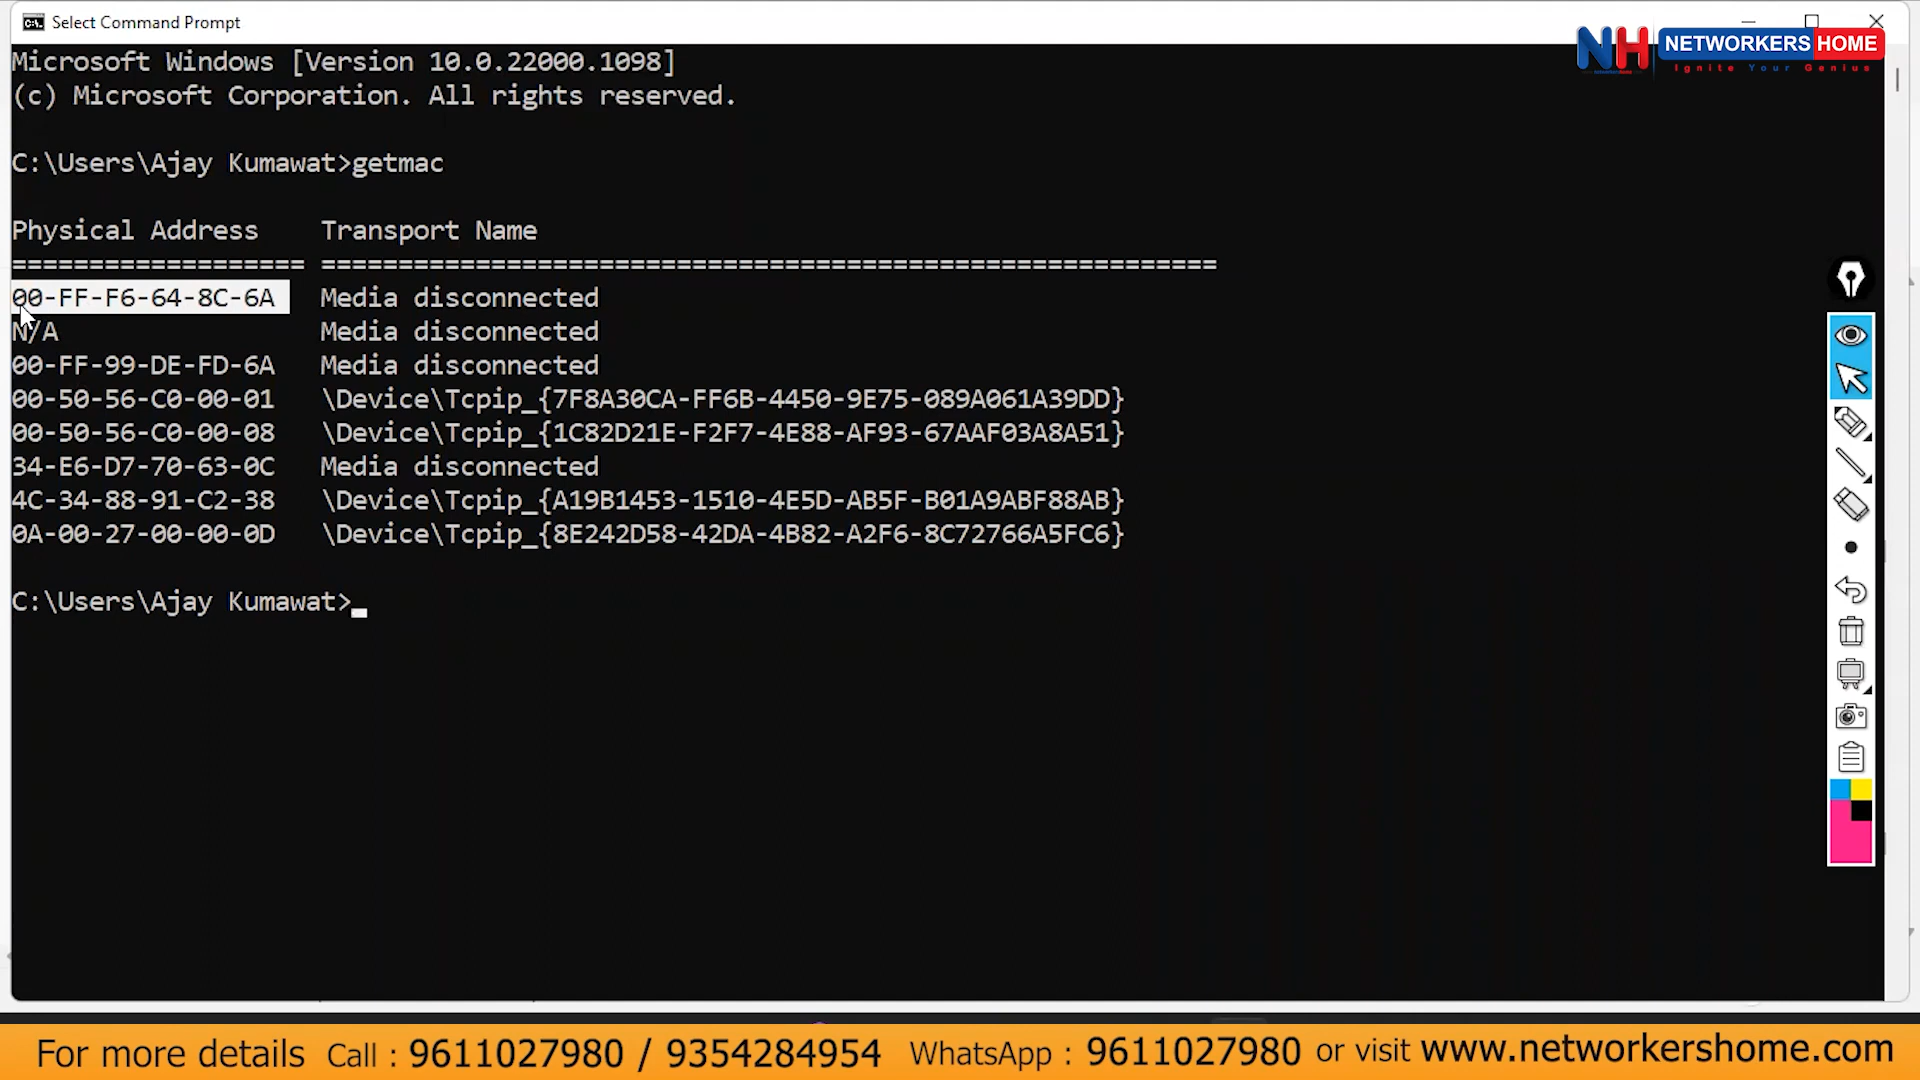 Select Command Prompt
NH NETWORKERS HOME
Ignite Your Genius
Microsoft Windows [Version 10.0.22000.1098]
(c) Microsoft Corporation. All rights reserved.
C:\Users\Ajay Kumawat>getmac
Physical Address    Transport Name
=================== ==========================================================
00-FF-F6-64-8C-6A   Media disconnected
N/A                 Media disconnected
00-FF-99-DE-FD-6A   Media disconnected
00-50-56-C0-00-01   \Device\Tcpip_{7F8A30CA-FF6B-4450-9E75-089A061A39DD}
00-50-56-C0-00-08   \Device\Tcpip_{1C82D21E-F2F7-4E88-AF93-67AAF03A8A51}
34-E6-D7-70-63-0C   Media disconnected
4C-34-88-91-C2-38   \Device\Tcpip_{A19B1453-1510-4E5D-AB5F-B01A9ABF88AB}
0A-00-27-00-00-0D   \Device\Tcpip_{8E242D58-42DA-4B82-A2F6-8C72766A5FC6}
C:\Users\Ajay Kumawat>
For more details Call : 9611027980 / 9354284954 WhatsApp : 9611027980 or visit www.networkershome.com